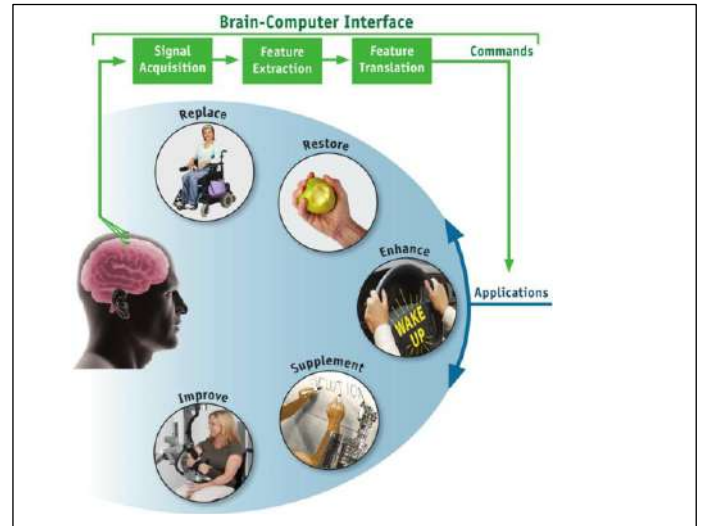 Brain-Computer Interface
Signal
Acquisition
Feature
Extraction
Feature
Translation
Commands
Replace
Restore
Enhance
WAKE
UP
Applications
Supplement
Improve